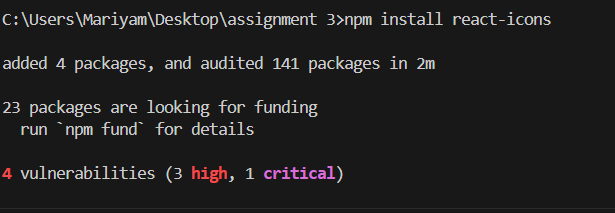 C:\Users\Mariyam\Desktop\assignment 3>npm install react-icons
added 4 packages, and audited 141 packages in 2m
23 packages are looking for funding
run `npm fund` for details
4 vulnerabilities (3 high, 1 critical)